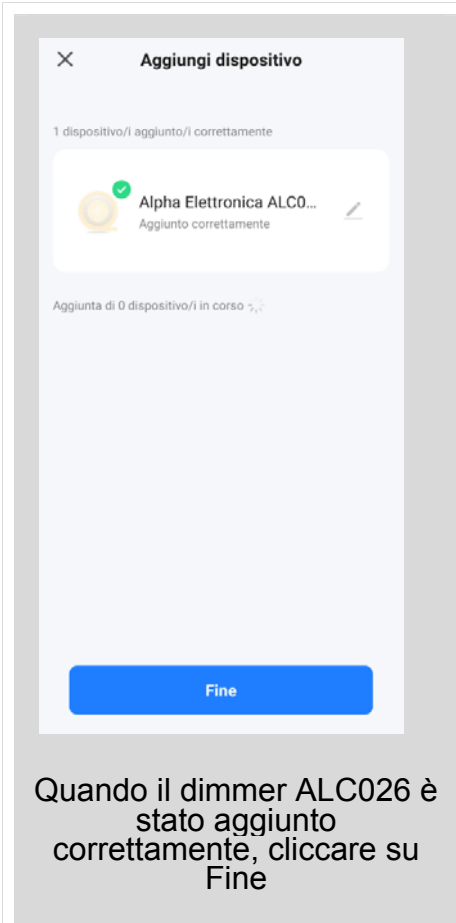 Aggiungi dispositivo
1 dispositivo/i aggiunto/i correttamente
Alpha Elettronica ALC0...
Aggiunto correttamente
Aggiunta di 0 dispositivo/i in corso
Fine
Quando il dimmer ALC026 è
stato aggiunto
correttamente, cliccare su
Fine